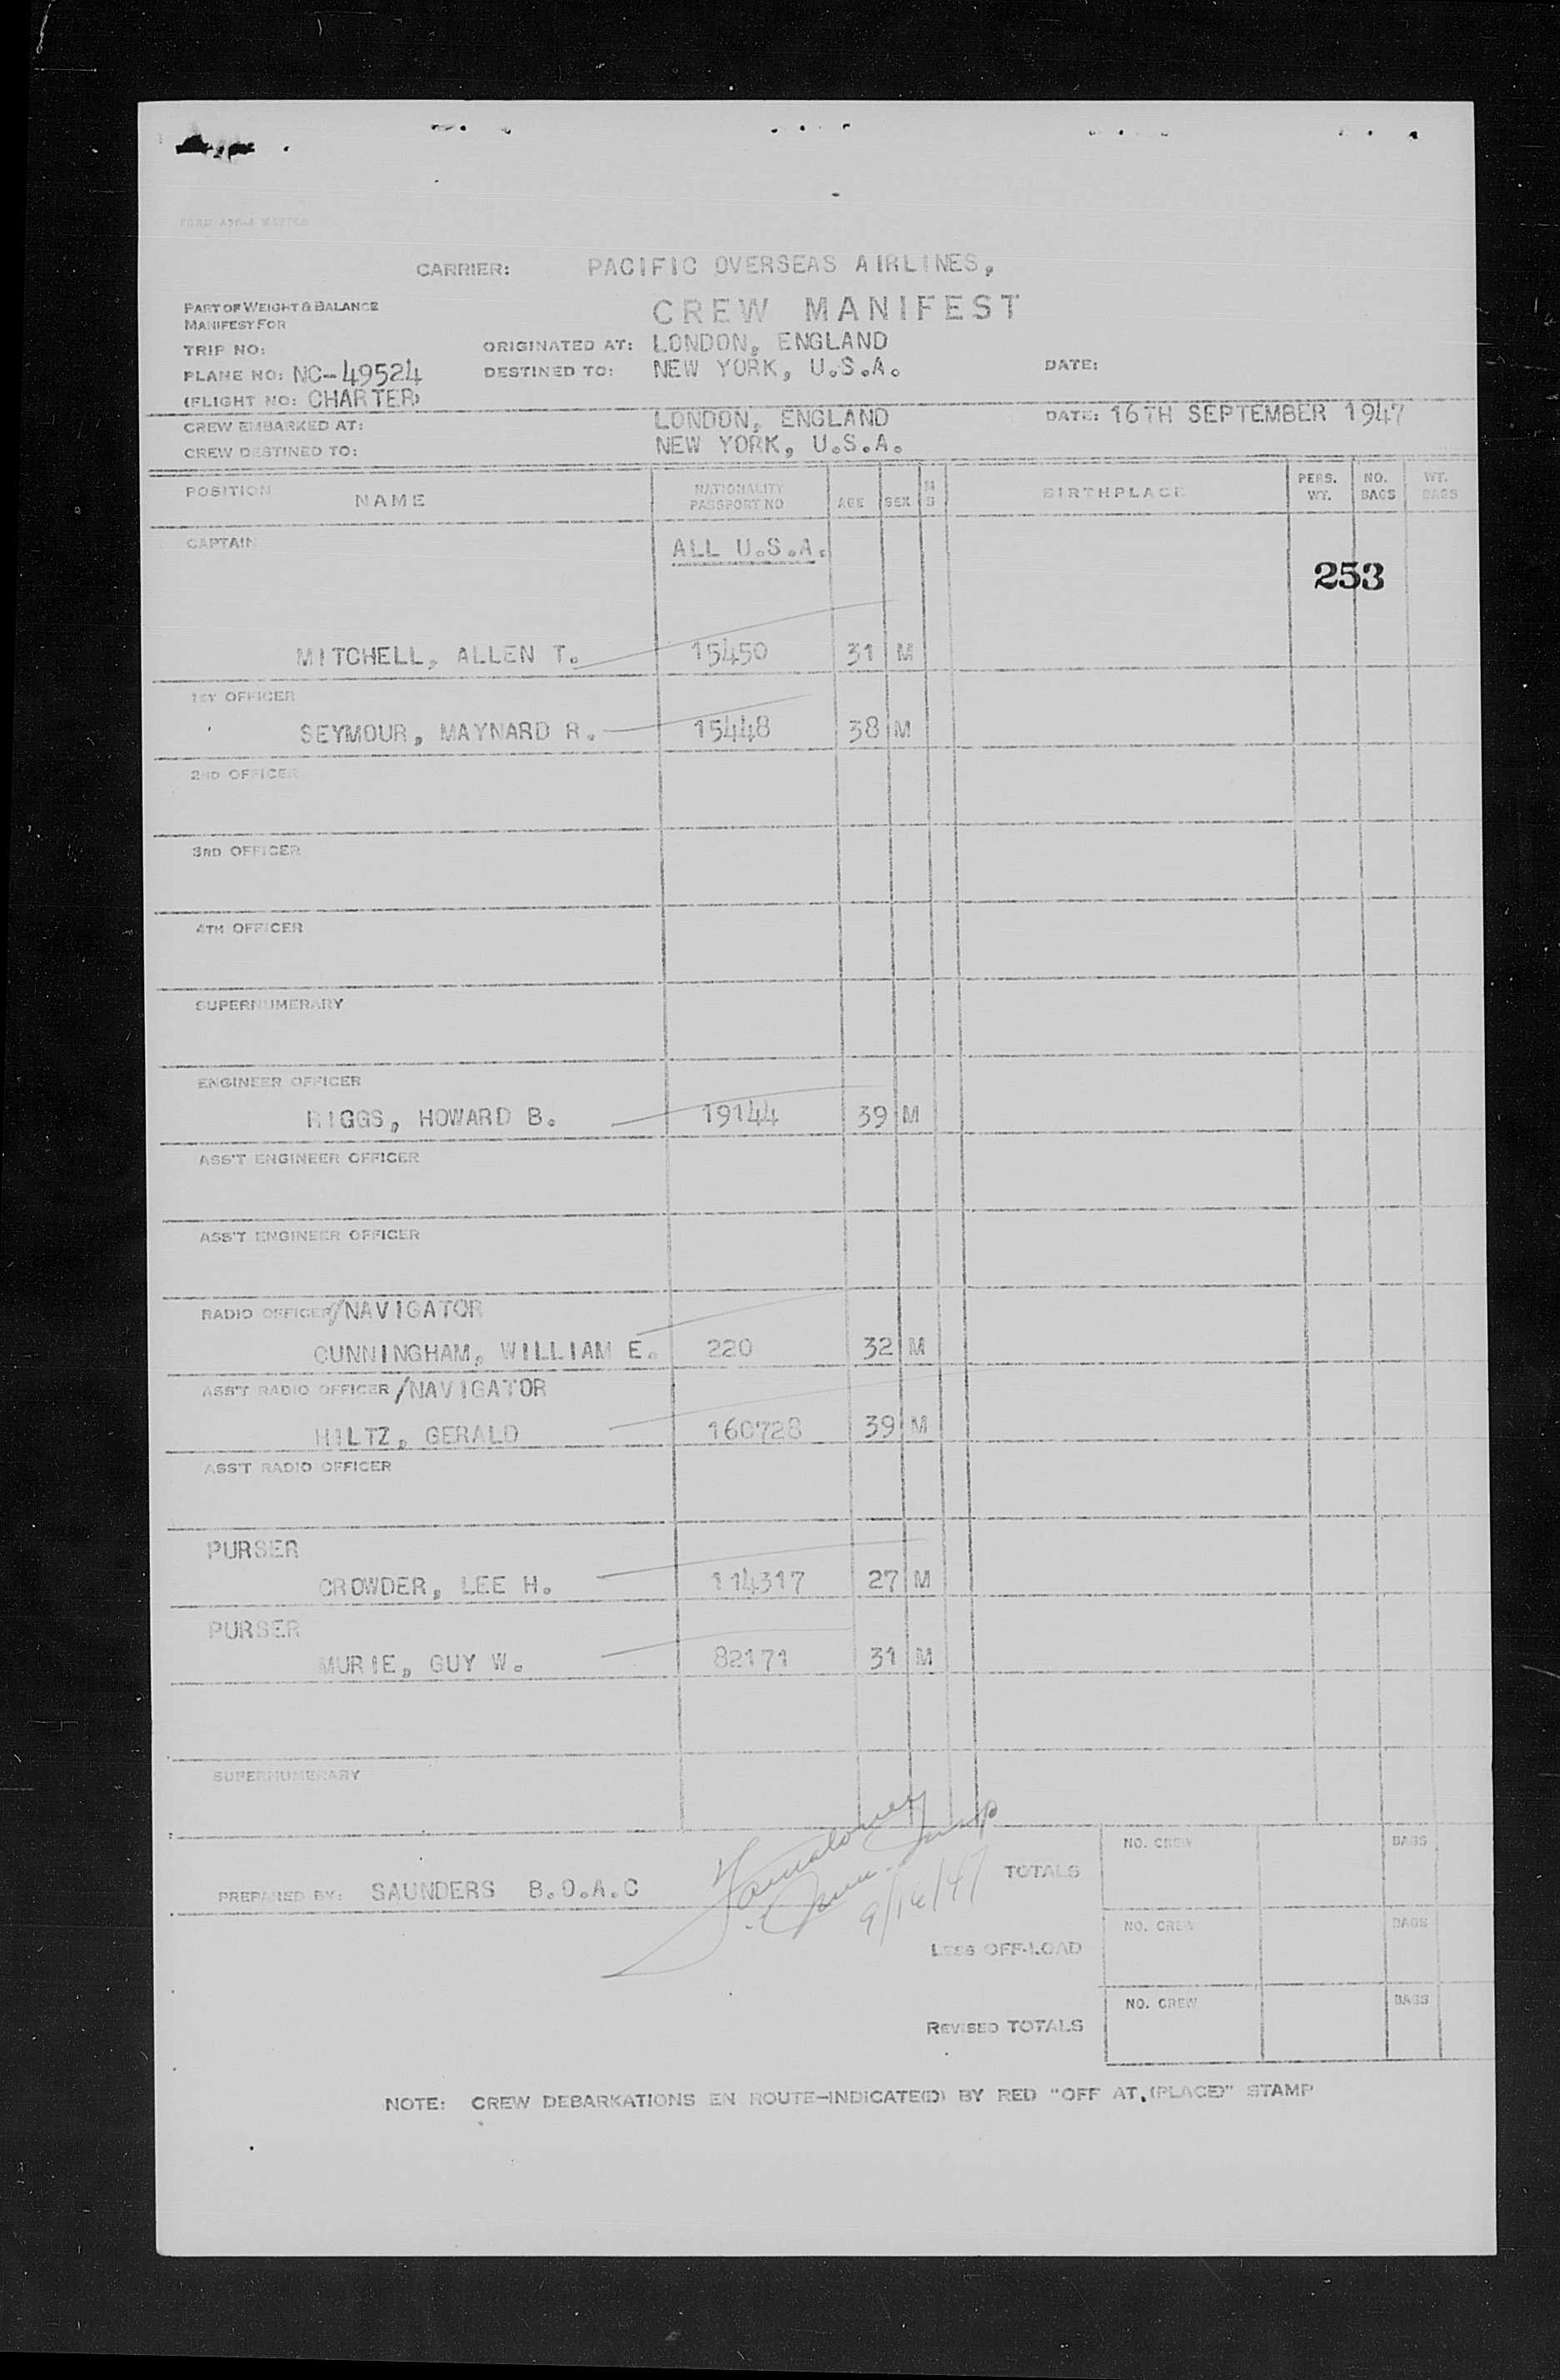 FORM 436-A MASTER
CARRIER: PACIFIC OVERSEAS AIRLINES,
PART OF WEIGHT & BALANCE
MANIFEST FOR
CREW MANIFEST
TRIP NO: ORIGINATED AT: LONDON, ENGLAND
PLANE NO: NC-49524 DESTINED TO: NEW YORK, U.S.A. DATE:
(FLIGHT NO: CHARTER)
CREW EMBARKED AT: LONDON, ENGLAND DATE: 16TH SEPTEMBER 1947
CREW DESTINED TO: NEW YORK, U.S.A.
POSITION NAME NATIONALITY PASSPORT NO AGE SEX M S BIRTHPLACE PERS. WT. NO. BAGS WT. BAGS
CAPTAIN ALL U.S.A.
253
MITCHELL, ALLEN T. 15450 31 M
1ST OFFICER
SEYMOUR, MAYNARD R. 15448 38 M
2ND OFFICER
3RD OFFICER
4TH OFFICER
SUPERNUMERARY
ENGINEER OFFICER
RIGGS, HOWARD B. 19144 39 M
ASS'T ENGINEER OFFICER
ASS'T ENGINEER OFFICER
RADIO OFFICER/NAVIGATOR
CUNNINGHAM, WILLIAM E. 220 32 M
ASS'T RADIO OFFICER/NAVIGATOR
HILTZ, GERALD 160728 39 M
ASS'T RADIO OFFICER
PURSER
CROWDER, LEE H. 114317 27 M
PURSER
MURIE, GUY W. 82171 31 M
SUPERNUMERARY
NO. CREW BAGS
TOTALS
PREPARED BY: SAUNDERS B.O.A.C
9/16/47
NO. CREW BAGS
LESS OFF-LOAD
NO. CREW BAGS
REVISED TOTALS
NOTE: CREW DEBARKATIONS EN ROUTE-INDICATE(D) BY RED "OFF AT.(PLACE)" STAMP